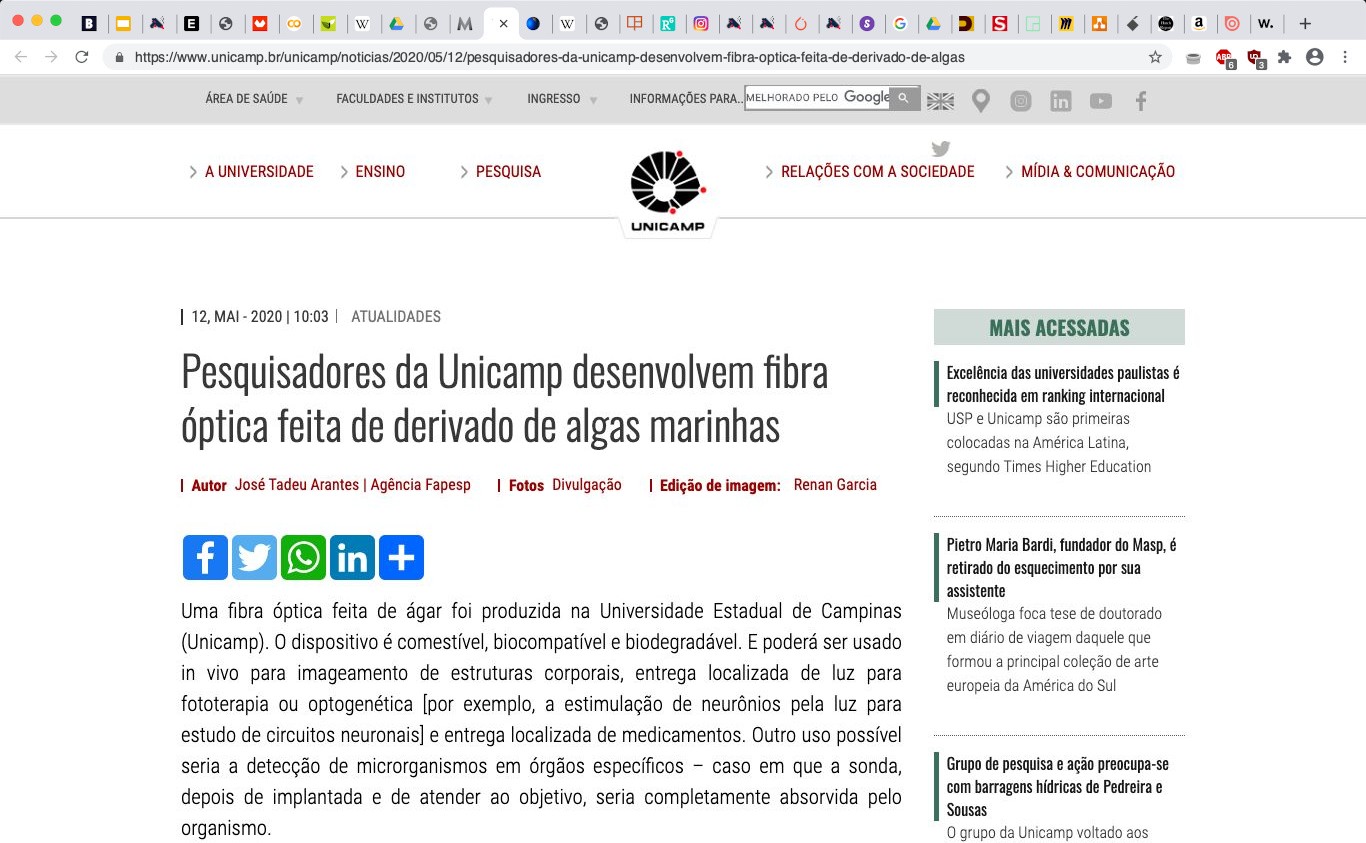 https://www.unicamp.br/unicamp/noticias/2020/05/12/pesquisadores-da-unicamp-desenvolvem-fibra-optica-feita-de-derivado-de-algas
ÁREA DE SAÚDE
FACULDADES E INSTITUTOS
INGRESSO
INFORMAÇÕES PARA..
MELHORADO PELO Google
A UNIVERSIDADE
ENSINO
PESQUISA
UNICAMP
RELAÇÕES COM A SOCIEDADE
MÍDIA & COMUNICAÇÃO
12, MAI - 2020 | 10:03 | ATUALIDADES
Pesquisadores da Unicamp desenvolvem fibra
óptica feita de derivado de algas marinhas
Autor José Tadeu Arantes | Agência Fapesp
Fotos Divulgação
Edição de imagem: Renan Garcia
Uma fibra óptica feita de ágar foi produzida na Universidade Estadual de Campinas
(Unicamp). O dispositivo é comestível, biocompatível e biodegradável. E poderá ser usado
in vivo para imageamento de estruturas corporais, entrega localizada de luz para
fototerapia ou optogenética [por exemplo, a estimulação de neurônios pela luz para
estudo de circuitos neuronais] e entrega localizada de medicamentos. Outro uso possível
seria a detecção de microrganismos em órgãos específicos – caso em que a sonda,
depois de implantada e de atender ao objetivo, seria completamente absorvida pelo
organismo.
MAIS ACESSADAS
Excelência das universidades paulistas é
reconhecida em ranking internacional
USP e Unicamp são primeiras
colocadas na América Latina,
segundo Times Higher Education
Pietro Maria Bardi, fundador do Masp, é
retirado do esquecimento por sua
assistente
Museóloga foca tese de doutorado
em diário de viagem daquele que
formou a principal coleção de arte
europeia da América do Sul
Grupo de pesquisa e ação preocupa-se
com barragens hídricas de Pedreira e
Sousas
O grupo da Unicamp voltado aos